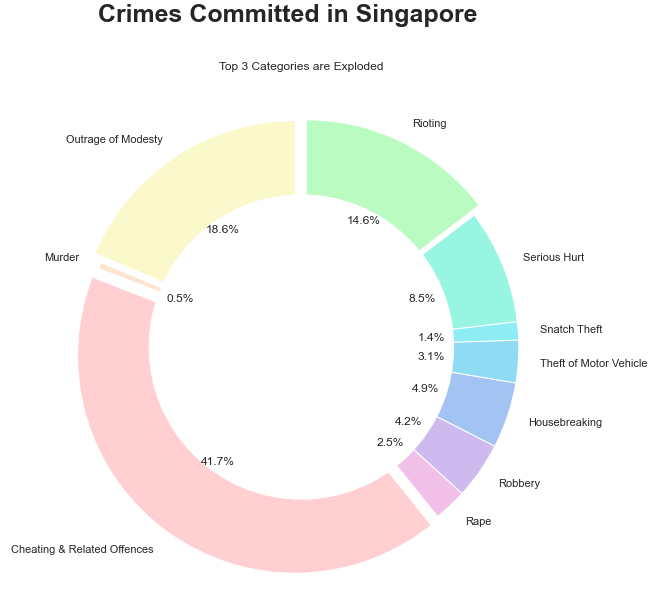 Crimes Committed in Singapore
Top 3 Categories are Exploded
Rioting
Outrage of Modesty
14.6%
18.6%
Murder
Serious Hurt
0.5%
8.5%
Snatch Theft
1.4%
3.1%
Theft of Motor Vehicle
4.9%
Housebreaking
4.2%
2.5%
41.7%
Robbery
Rape
Cheating & Related Offences